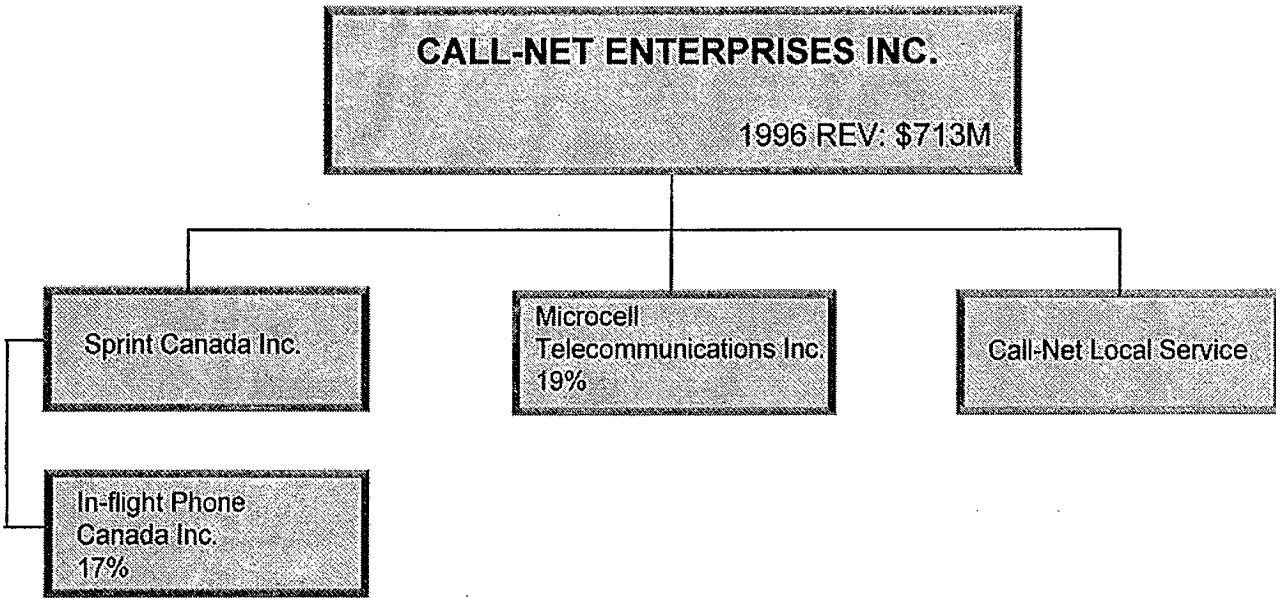 CALL-NET ENTERPRISES INC.
1996 REV: $713M
Sprint Canada Inc.
Microcell
Telecommunications Inc.
19%
Call-Net Local Service
In-flight Phone
Canada Inc.
17%